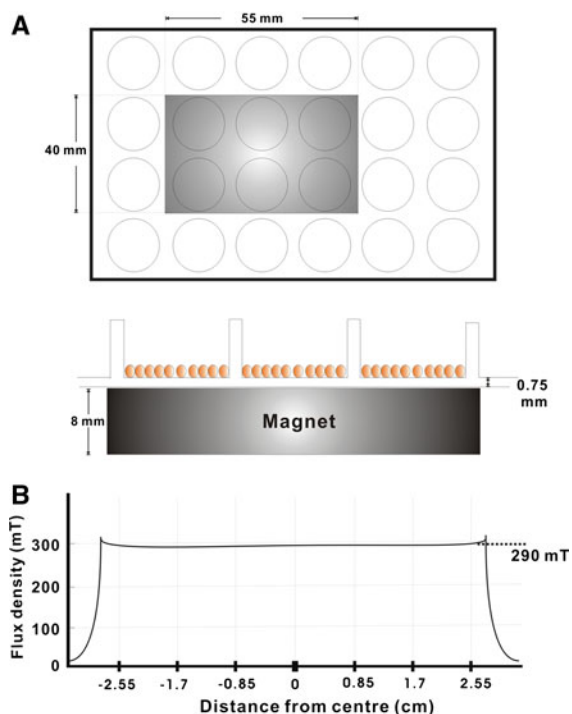 A
55 mm
40 mm
0.75
mm
8 mm
Magnet
B
Flux density (mT)
300
200
100
0
290 mT
-2.55 -1.7 -0.85 0 0.85 1.7 2.55
Distance from centre (cm)